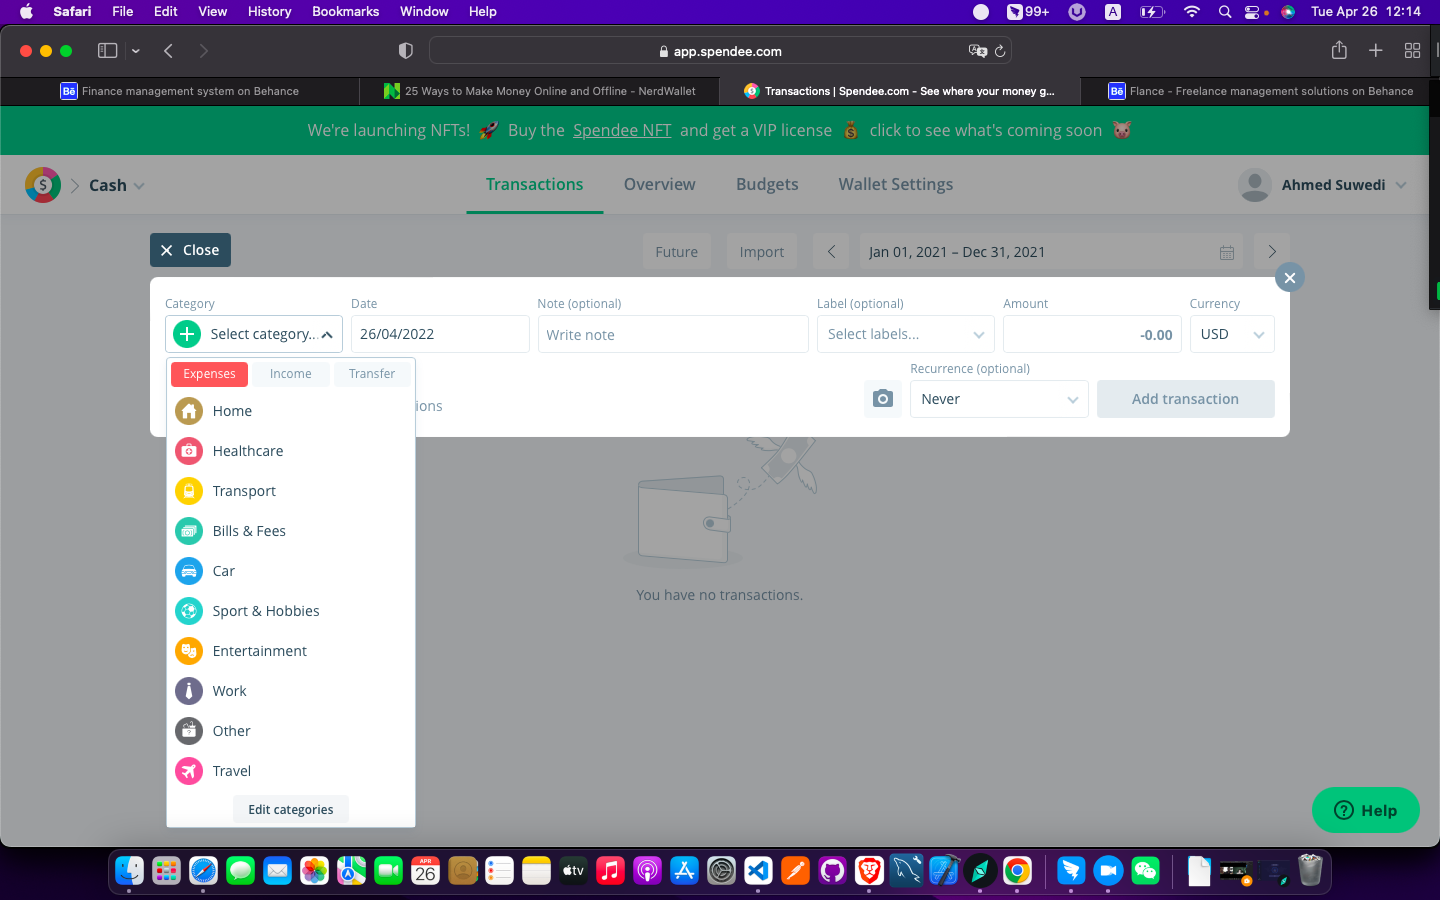 Safari File Edit View History Bookmarks Window Help 99+ A Tue Apr 26 12:14
app.spendee.com
Bē Finance management system on Behance
25 Ways to Make Money Online and Offline - NerdWallet
Transactions | Spendee.com - See where your money g...
Bē Flance - Freelance management solutions on Behance
We're launching NFTs! Buy the Spendee NFT and get a VIP license click to see what's coming soon
Cash
Transactions Overview Budgets Wallet Settings
Ahmed Suwedi
Close
Future Import Jan 01, 2021 – Dec 31, 2021
Category Date Note (optional) Label (optional) Amount Currency
Select category... 26/04/2022 Write note Select labels... -0.00 USD
Recurrence (optional)
Never Add transaction
Expenses Income Transfer
ions
Home
Healthcare
Transport
Bills & Fees
Car
Sport & Hobbies
Entertainment
Work
Other
Travel
Edit categories
You have no transactions.
Help
APR
26
tv